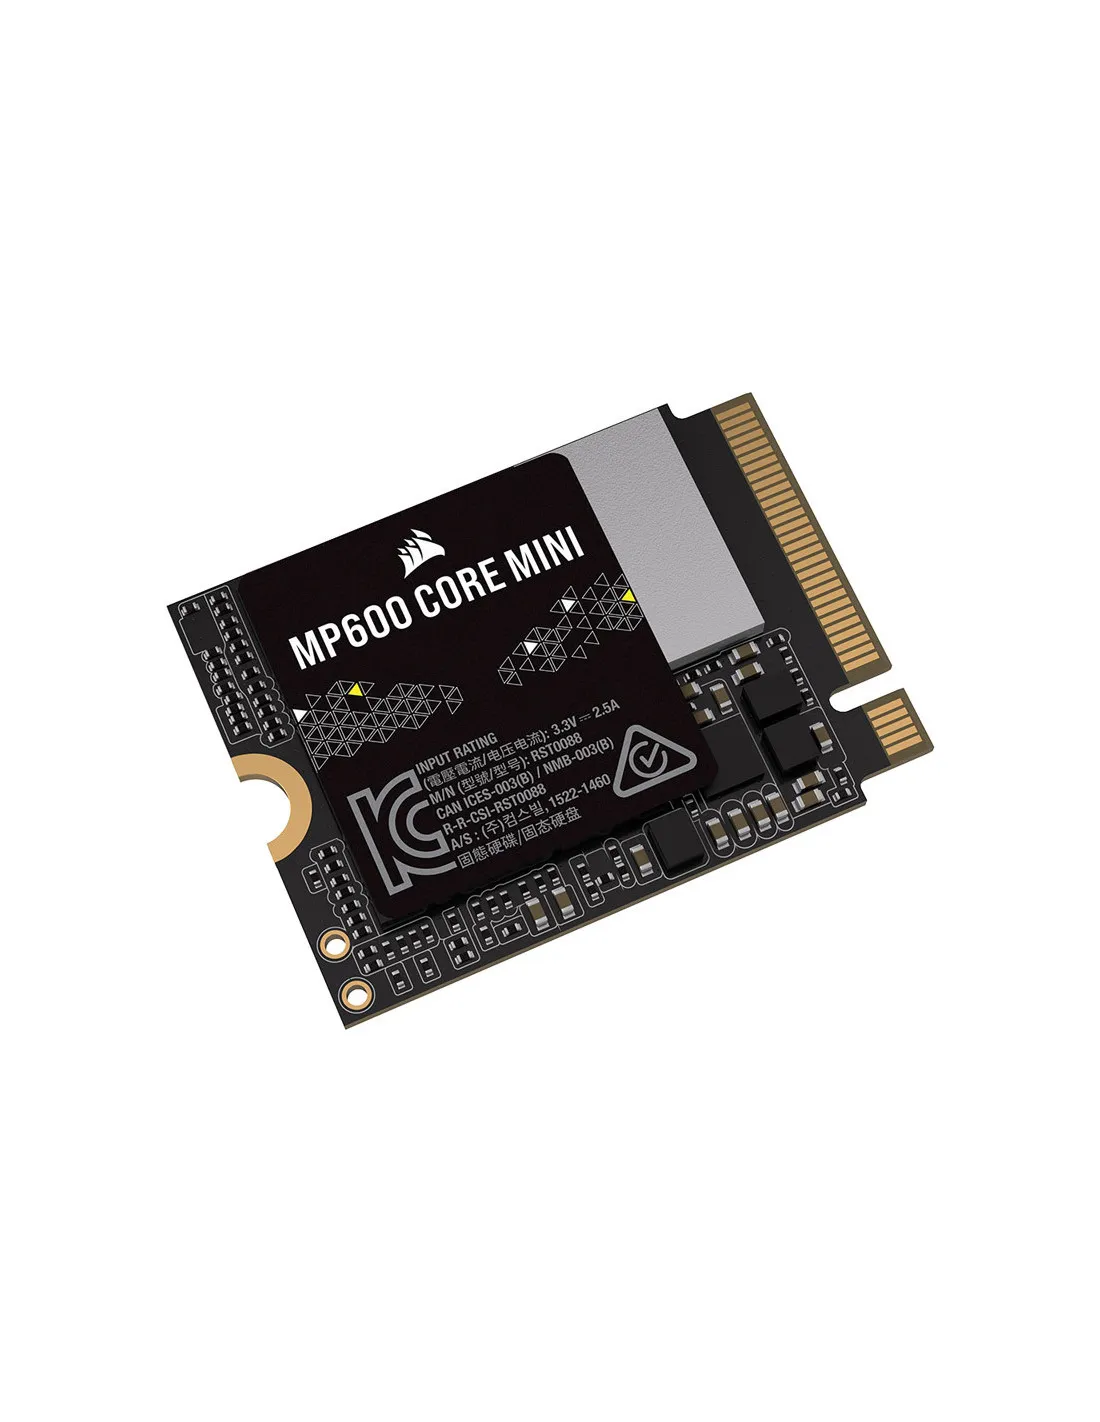 MP600 CORE MINI
INPUT RATING
(電壓電流/电压电流): 3.3V ⎓ 2.5A
M/N (型號/型号): RST0088
CAN ICES-003(B) / NMB-003(B)
R-R-CSI-RST0088
A/S : (주)컴스빌, 1522-1460
固態硬碟/固态硬盘